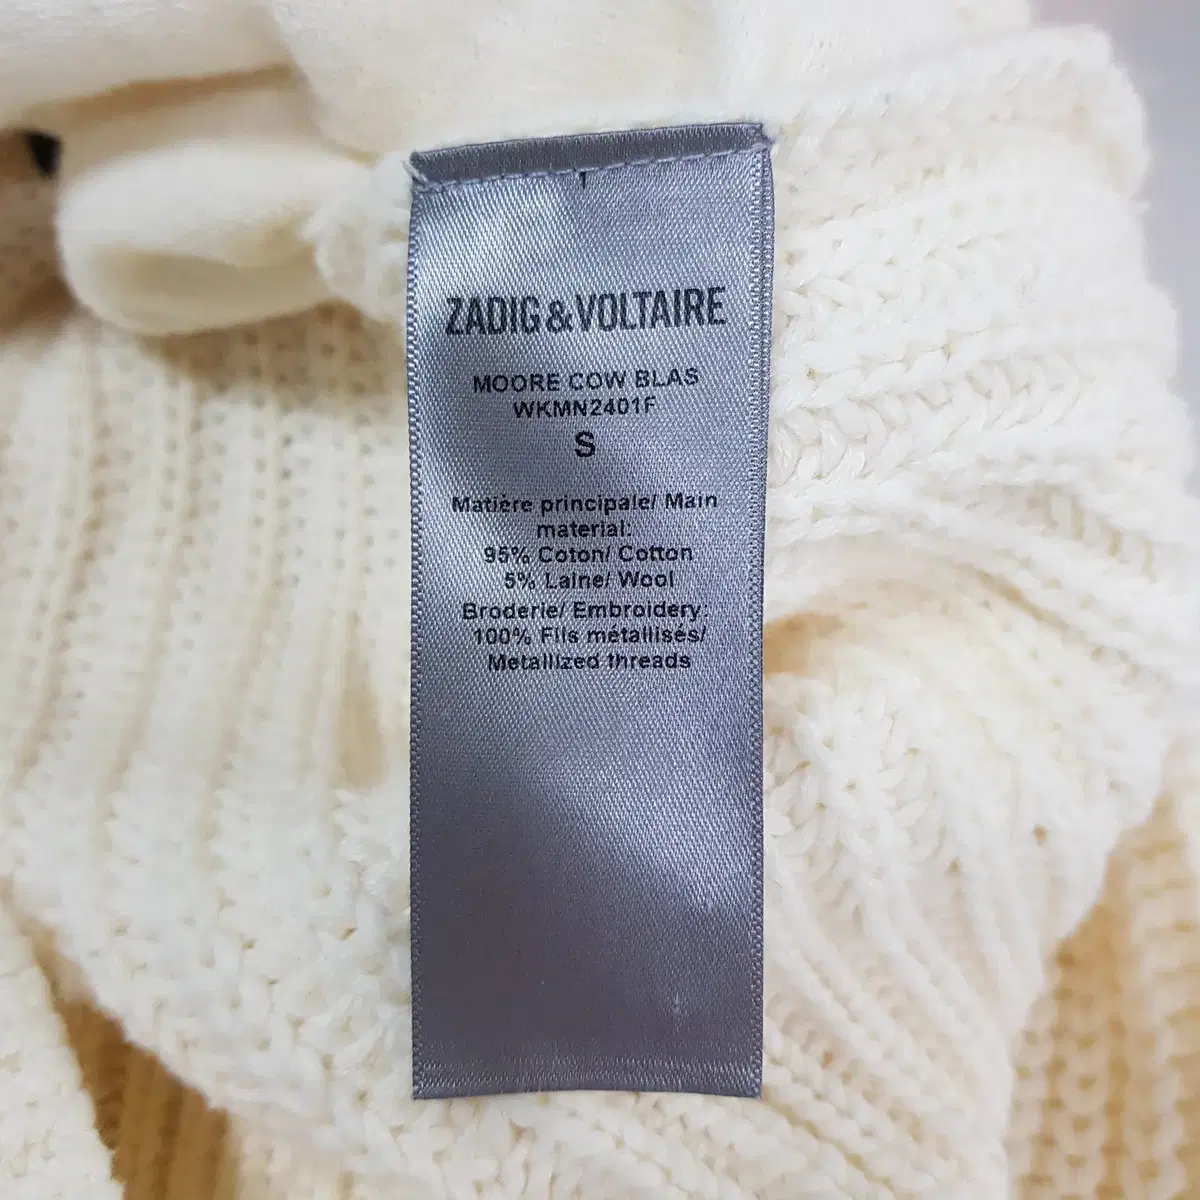 ZADIG&VOLTAIRE
MOORE COW BLAS
WKMN2401F
S
Matière principale/ Main
material:
95% Coton/ Cotton
5% Laine/ Wool
Broderie/ Embroidery:
100% Fils métallisés/
Metallized threads